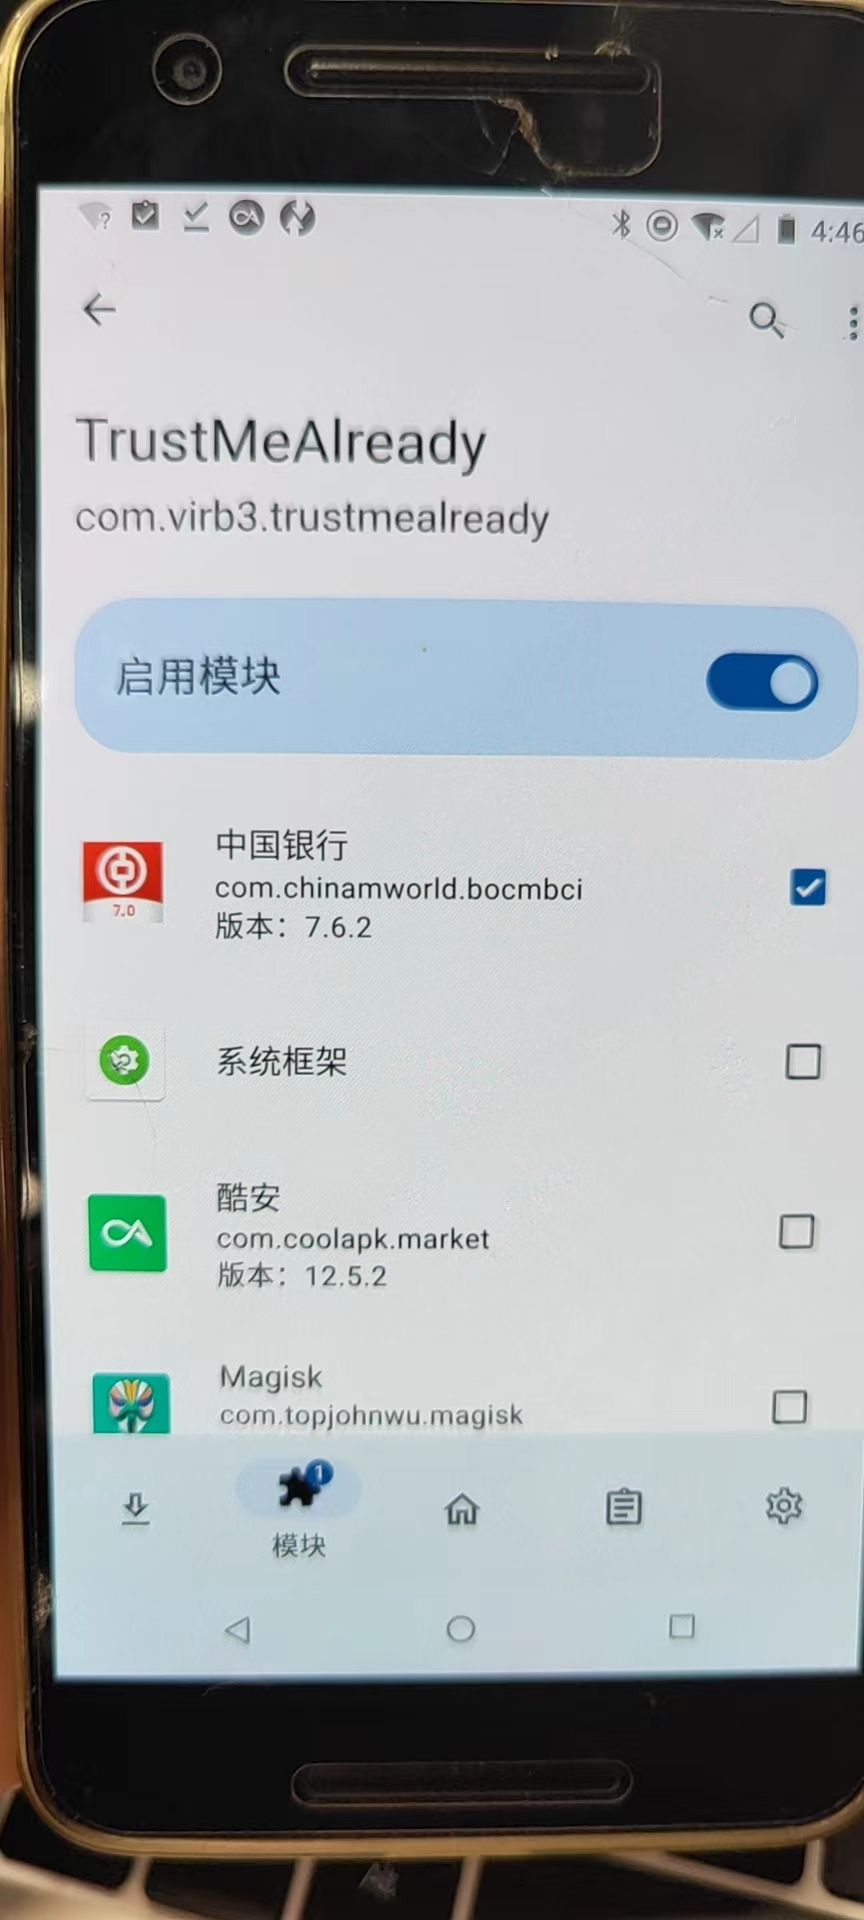 4:46
TrustMeAlready
com.virb3.trustmealready
启用模块
中国银行
com.chinamworld.bocmbci
版本：7.6.2
7.0
系统框架
酷安
com.coolapk.market
版本：12.5.2
Magisk
com.topjohnwu.magisk
1
模块